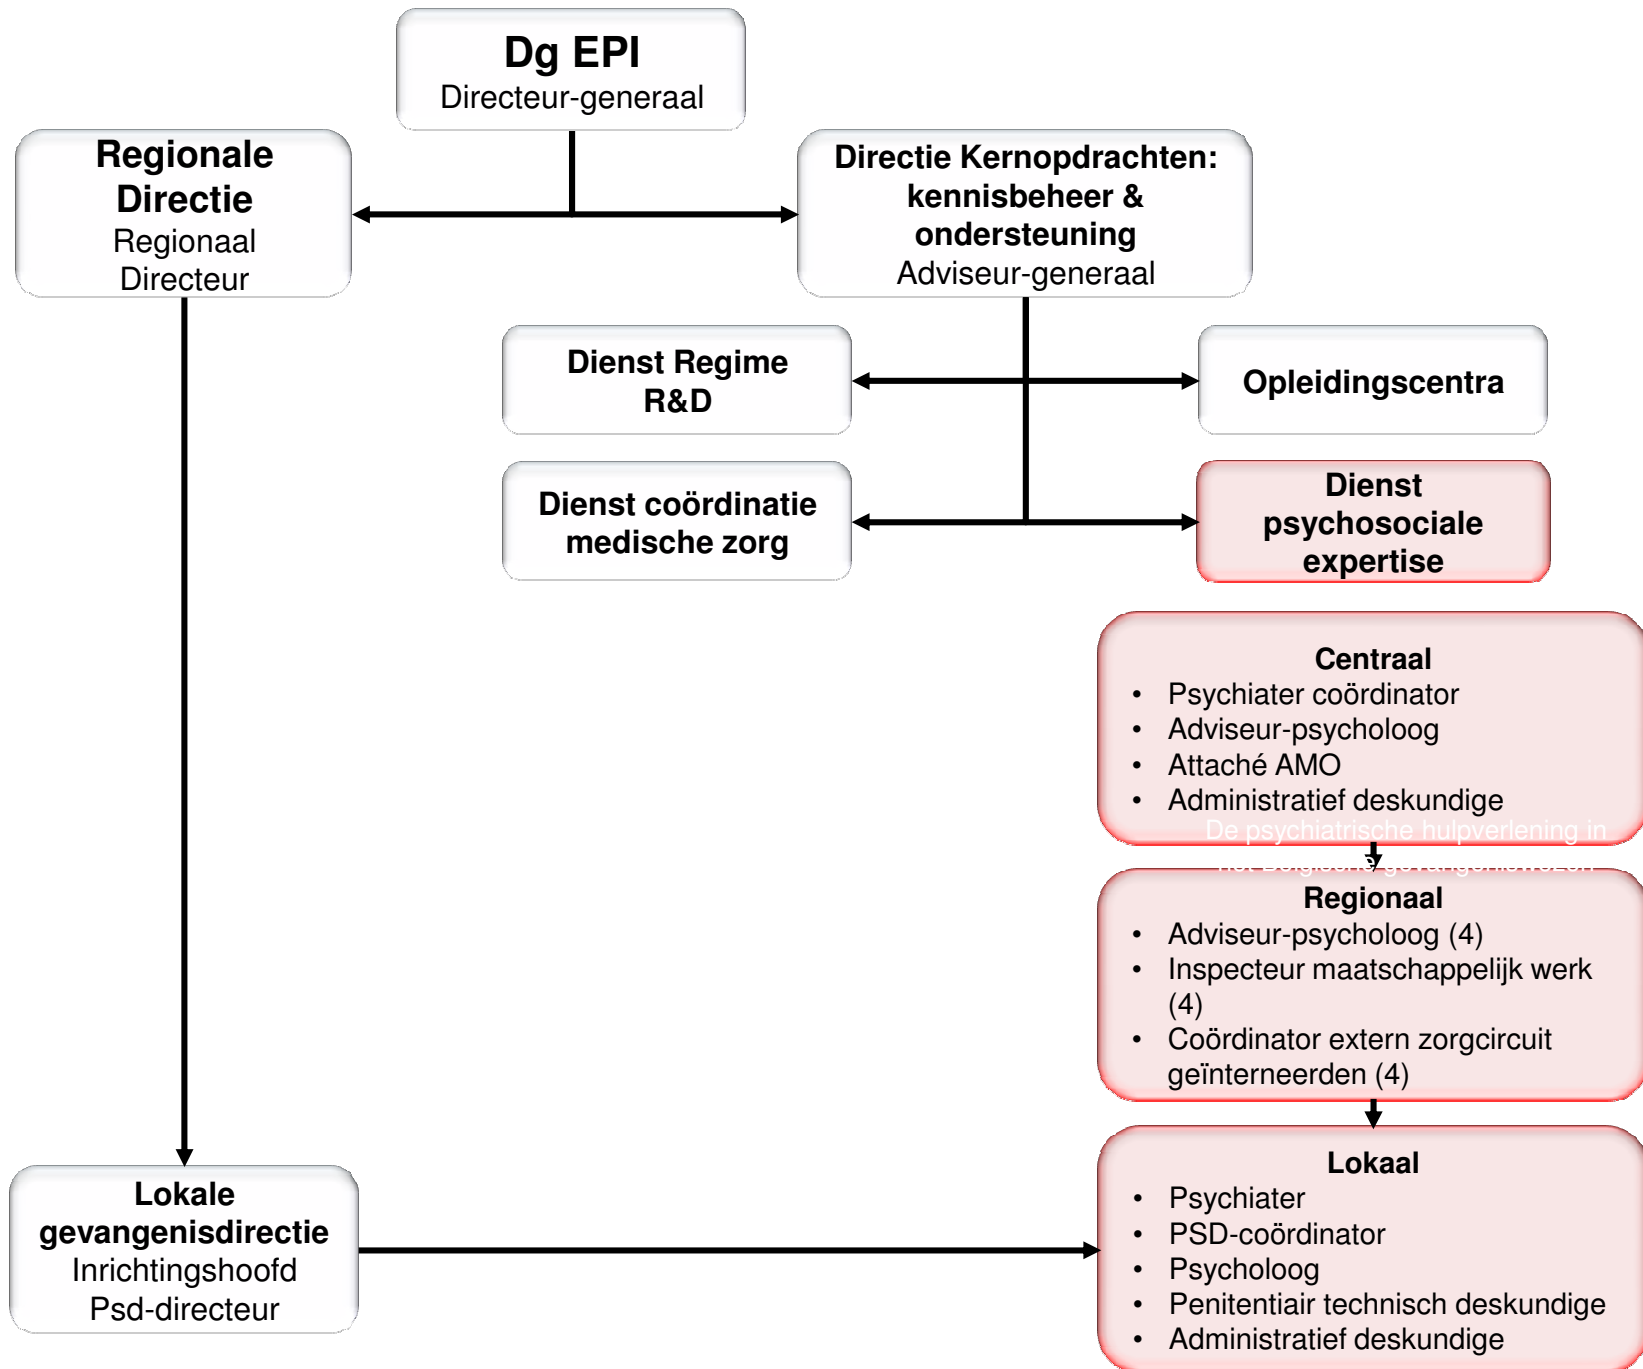 Dg EPI
Directeur-generaal
Regionale
Directie
Regionaal
Directeur
Directie Kernopdrachten:
kennisbeheer &
ondersteuning
Adviseur-generaal
Dienst Regime
R&D
Opleidingscentra
Dienst coördinatie
medische zorg
Dienst
psychosociale
expertise
Centraal
• Psychiater coördinator
• Adviseur-psycholoog
• Attaché AMO
• Administratief deskundige
De psychiatrische hulpverlening in
het Belgische gevangeniswezen
Regionaal
• Adviseur-psycholoog (4)
• Inspecteur maatschappelijk werk
(4)
• Coördinator extern zorgcircuit
geïnterneerden (4)
Lokale
gevangenisdirectie
Inrichtingshoofd
Psd-directeur
Lokaal
• Psychiater
• PSD-coördinator
• Psycholoog
• Penitentiair technisch deskundige
• Administratief deskundige